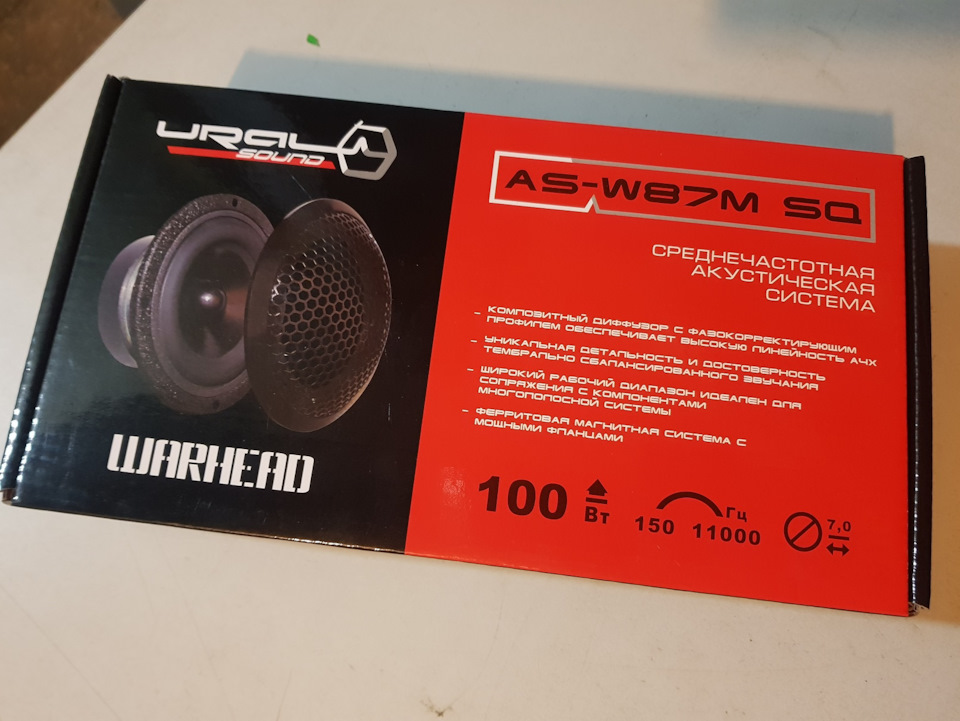 URAL
SOUND
WARHEAD
AS-W87M SQ
СРЕДНЕЧАСТОТНАЯ
АКУСТИЧЕСКАЯ
СИСТЕМА
- КОМПОЗИТНЫЙ ДИФФУЗОР С ФАЗОКОРРЕКТИРУЮЩИМ
ПРОФИЛЕМ ОБЕСПЕЧИВАЕТ ВЫСОКУЮ ЛИНЕЙНОСТЬ АЧХ
- УНИКАЛЬНАЯ ДЕТАЛЬНОСТЬ И ДОСТОВЕРНОСТЬ
ТЕМБРАЛЬНО СБАЛАНСИРОВАННОГО ЗВУЧАНИЯ
- ШИРОКИЙ РАБОЧИЙ ДИАПАЗОН ИДЕАЛЕН ДЛЯ
СОПРЯЖЕНИЯ С КОМПОНЕНТАМИ
МНОГОПОЛОСНОЙ СИСТЕМЫ
- ФЕРРИТОВАЯ МАГНИТНАЯ СИСТЕМА С
МОЩНЫМИ ФЛАНЦАМИ
100 Вт
150 11000 Гц
7,0